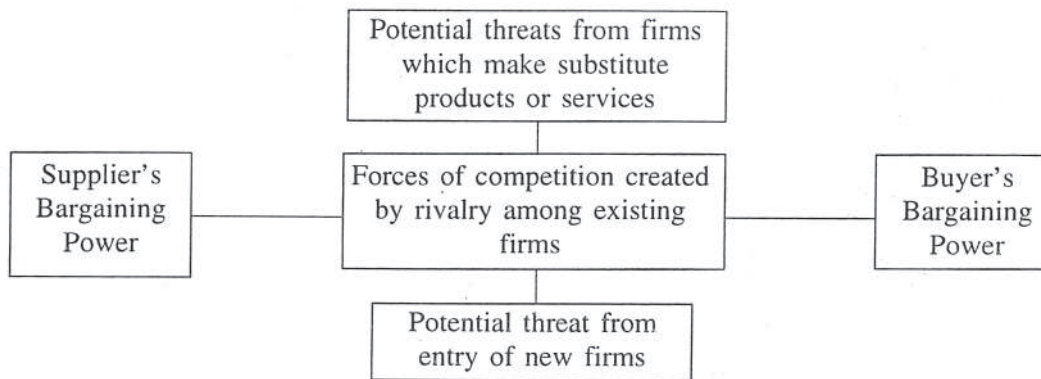 Potential threats from firms
which make substitute
products or services
Supplier's
Bargaining
Power
Forces of competition created
by rivalry among existing
firms
Buyer's
Bargaining
Power
Potential threat from
entry of new firms